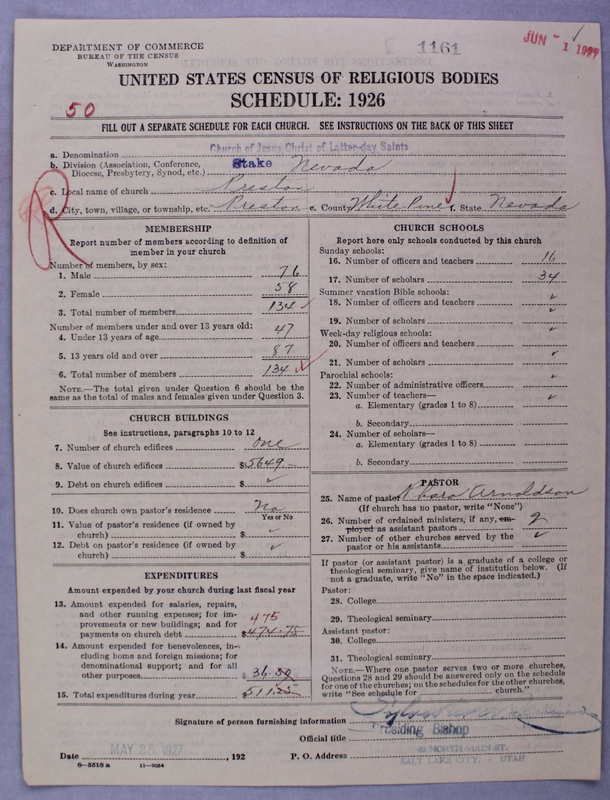 DEPARTMENT OF COMMERCE
BUREAU OF THE CENSUS
WASHINGTON
1161
JUN - 1 1927
UNITED STATES CENSUS OF RELIGIOUS BODIES
SCHEDULE: 1926
50
FILL OUT A SEPARATE SCHEDULE FOR EACH CHURCH. SEE INSTRUCTIONS ON THE BACK OF THIS SHEET
a. Denomination Church of Jesus Christ of Latter-day Saints
b. Division (Association, Conference, Diocese, Presbytery, Synod, etc.) Stake Nevada
c. Local name of church Preston
d. City, town, village, or township, etc. Preston e. County White Pine f. State Nevada
R
MEMBERSHIP
Report number of members according to definition of member in your church
Number of members, by sex:
1. Male 76
2. Female 58
3. Total number of members 134
Number of members under and over 13 years old:
4. Under 13 years of age 47
5. 13 years old and over 87
6. Total number of members 134
NOTE.—The total given under Question 6 should be the same as the total of males and females given under Question 3.
CHURCH BUILDINGS
See instructions, paragraphs 10 to 12
7. Number of church edifices one
8. Value of church edifices $5649.–
9. Debt on church edifices $
10. Does church own pastor's residence? No
Yes or No
11. Value of pastor's residence (if owned by church) $
12. Debt on pastor's residence (if owned by church) $
EXPENDITURES
Amount expended by church during last fiscal year
13. Amount expended for salaries, repairs, and other running expenses; for improvements or new buildings; and for payments on church debt 475 $474.75
14. Amount expended for benevolences, including home and foreign missions; for denominational support; and for all other purposes $36.50
15. Total expenditures during year $511.25
CHURCH SCHOOLS
Report here only schools conducted by this church
Sunday schools:
16. Number of officers and teachers 16
17. Number of scholars 34
Summer vacation Bible schools:
18. Number of officers and teachers
19. Number of scholars
Week-day religious schools:
20. Number of officers and teachers
21. Number of scholars
Parochial schools:
22. Number of administrative officers
23. Number of teachers—
a. Elementary (grades 1 to 8)
b. Secondary
24. Number of scholars—
a. Elementary (grades 1 to 8)
b. Secondary
PASTOR
25. Name of pastor Arnoldson
(If church has no pastor, write "None")
26. Number of ordained ministers, if any, employed as assistant pastors 2
27. Number of other churches served by the pastor or his assistants
If pastor (or assistant pastor) is a graduate of a college or theological seminary, give name of institution below. (If not a graduate, write "No" in the space indicated.)
Pastor:
28. College
29. Theological seminary
Assistant pastor:
30. College
31. Theological seminary
NOTE.—Where one pastor serves two or more churches, Questions 28 and 29 should be answered only on the schedule for one of the churches; on the schedules for the other churches, write "See schedule for church."
Signature of person furnishing information
Official title Presiding Bishop
Date MAY 25 1927, 192 P. O. Address 40 NORTH MAIN ST.
SALT LAKE CITY, - UTAH
8—5518 a 11—9084